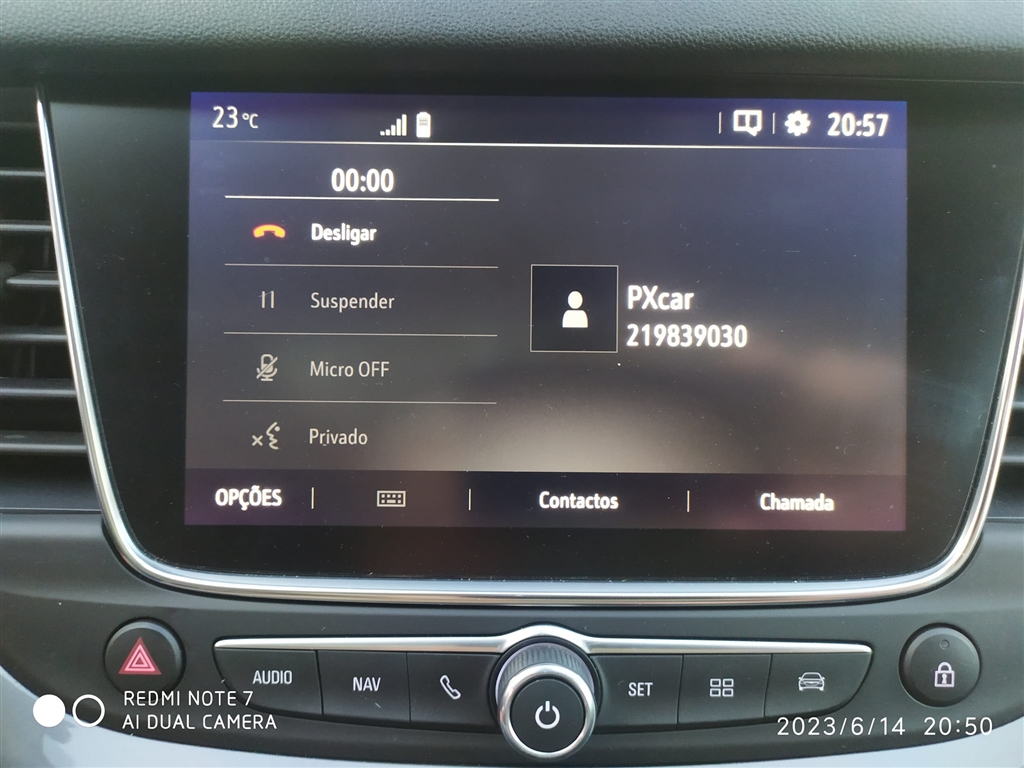 23°C
20:57
00:00
Desligar
Suspender
Micro OFF
Privado
PXcar
219839030
OPÇÕES
Contactos
Chamada
AUDIO
NAV
SET
REDMI NOTE 7
AI DUAL CAMERA
2023/6/14 20:50